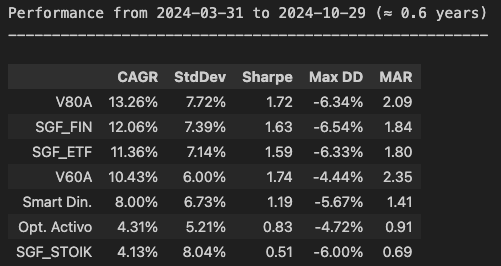 Performance from 2024-03-31 to 2024-10-29 (≈ 0.6 years)
CAGR StdDev Sharpe Max DD MAR
V80A 13.26% 7.72% 1.72 -6.34% 2.09
SGF_FIN 12.06% 7.39% 1.63 -6.54% 1.84
SGF_ETF 11.36% 7.14% 1.59 -6.33% 1.80
V60A 10.43% 6.00% 1.74 -4.44% 2.35
Smart Din. 8.00% 6.73% 1.19 -5.67% 1.41
Opt. Activo 4.31% 5.21% 0.83 -4.72% 0.91
SGF_STOIK 4.13% 8.04% 0.51 -6.00% 0.69